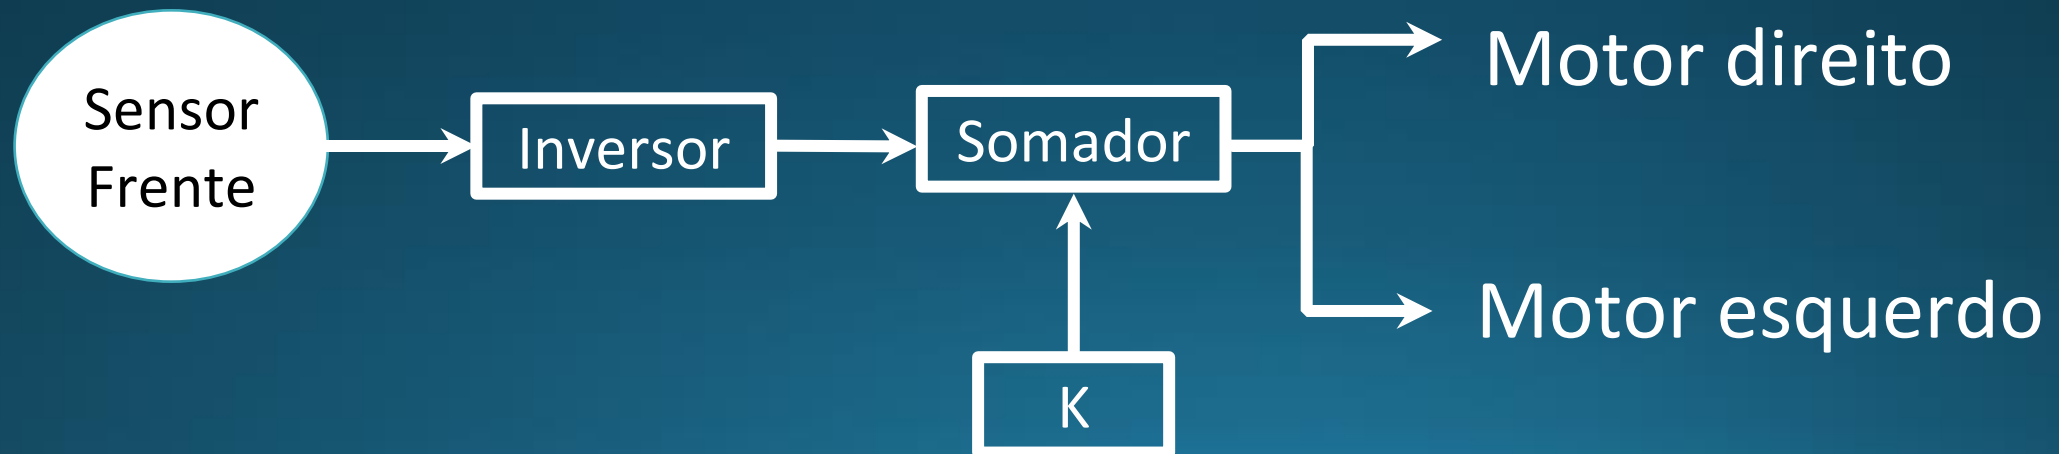 Sensor
Frente
Inversor
Somador
Motor direito
Motor esquerdo
K